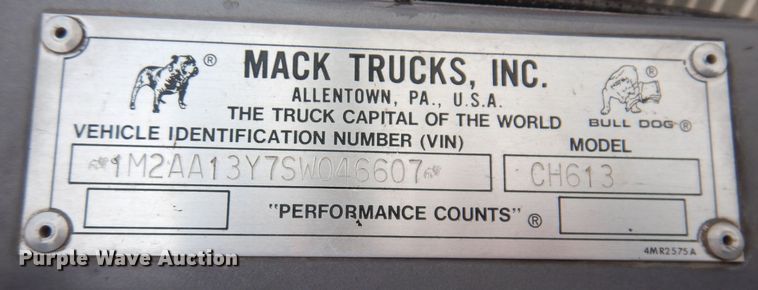 MACK TRUCKS, INC.
ALLENTOWN, PA., U.S.A.
THE TRUCK CAPITAL OF THE WORLD
®
®
BULL DOG ®
VEHICLE IDENTIFICATION NUMBER (VIN)
MODEL
1M2AA13Y7SW046607
CH613
"PERFORMANCE COUNTS" ®
4MR2575A
Purple Wave Auction